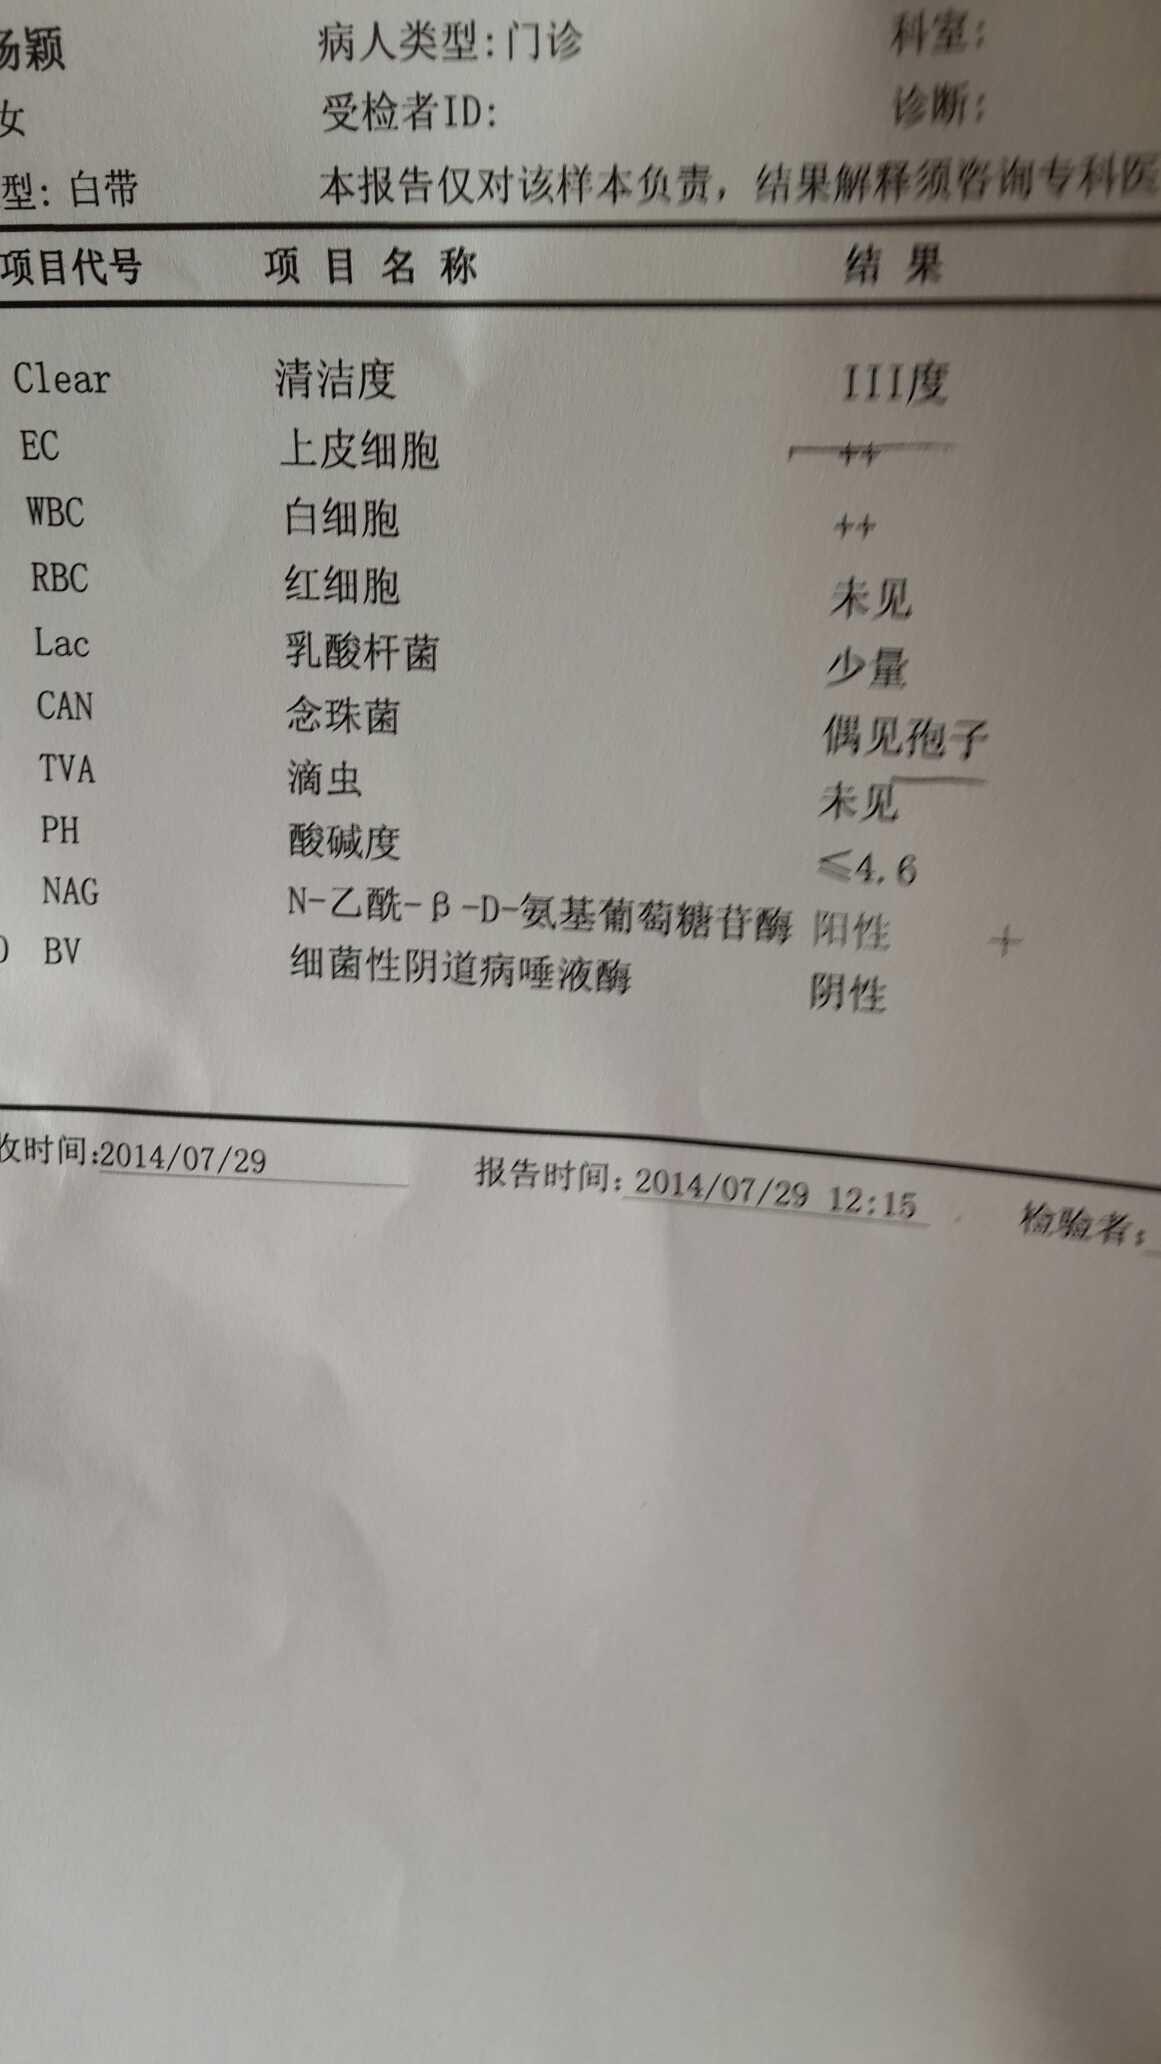 杨颖 病人类型:门诊 科室:
女 受检者ID: 诊断:
型: 白带 本报告仅对该样本负责，结果解释须咨询专科医
项目代号 项目名称 结果
Clear 清洁度 III度
EC 上皮细胞 ++
WBC 白细胞 ++
RBC 红细胞 未见
Lac 乳酸杆菌 少量
CAN 念珠菌 偶见孢子
TVA 滴虫 未见
PH 酸碱度 ≤4.6
NAG N-乙酰-β-D-氨基葡萄糖苷酶 阳性 +
0 BV 细菌性阴道病唾液酶 阴性
收时间:2014/07/29 报告时间: 2014/07/29 12:15 检验者: